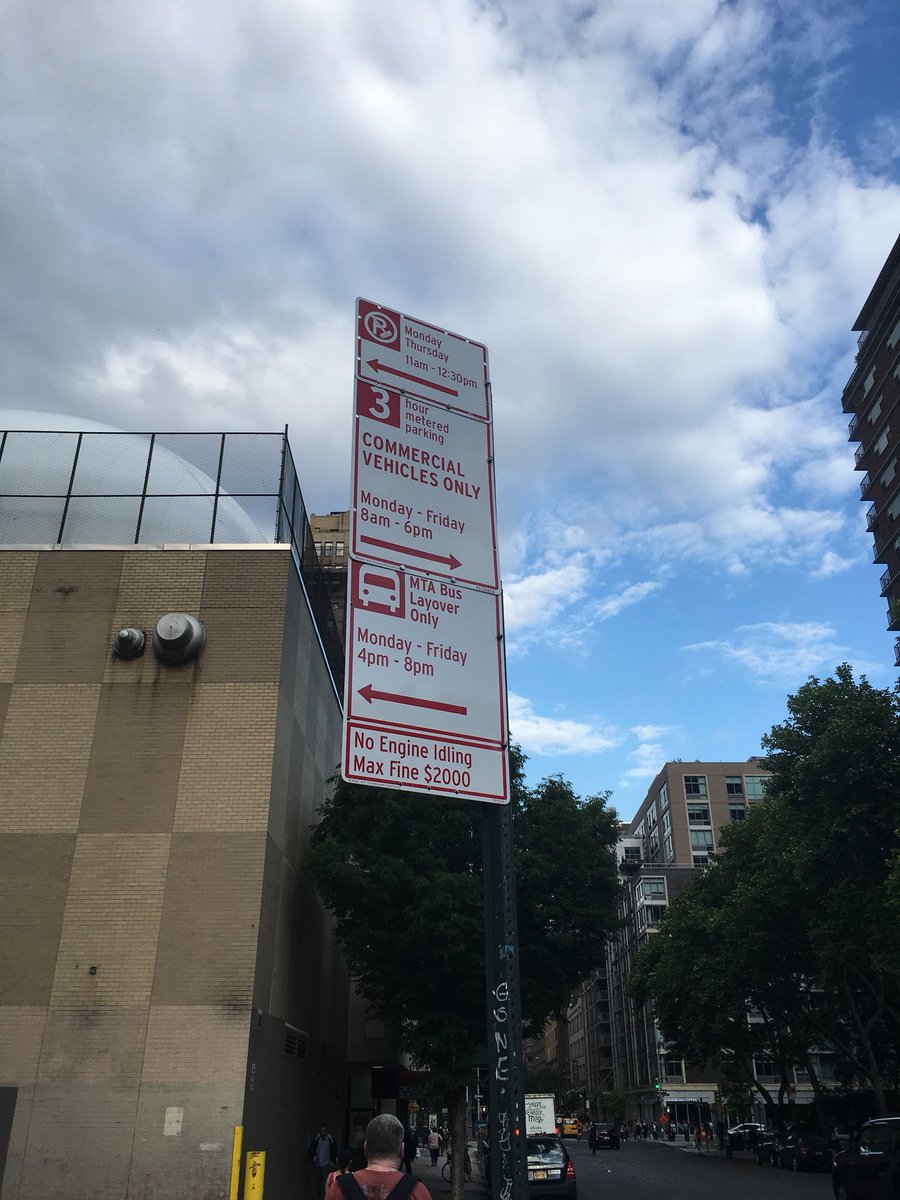 P
Monday
Thursday
11am - 12:30pm
3 hour
metered
parking
COMMERCIAL
VEHICLES ONLY
Monday - Friday
8am - 6pm
MTA Bus
Layover
Only
Monday - Friday
4pm - 8pm
No Engine Idling
Max Fine $2000